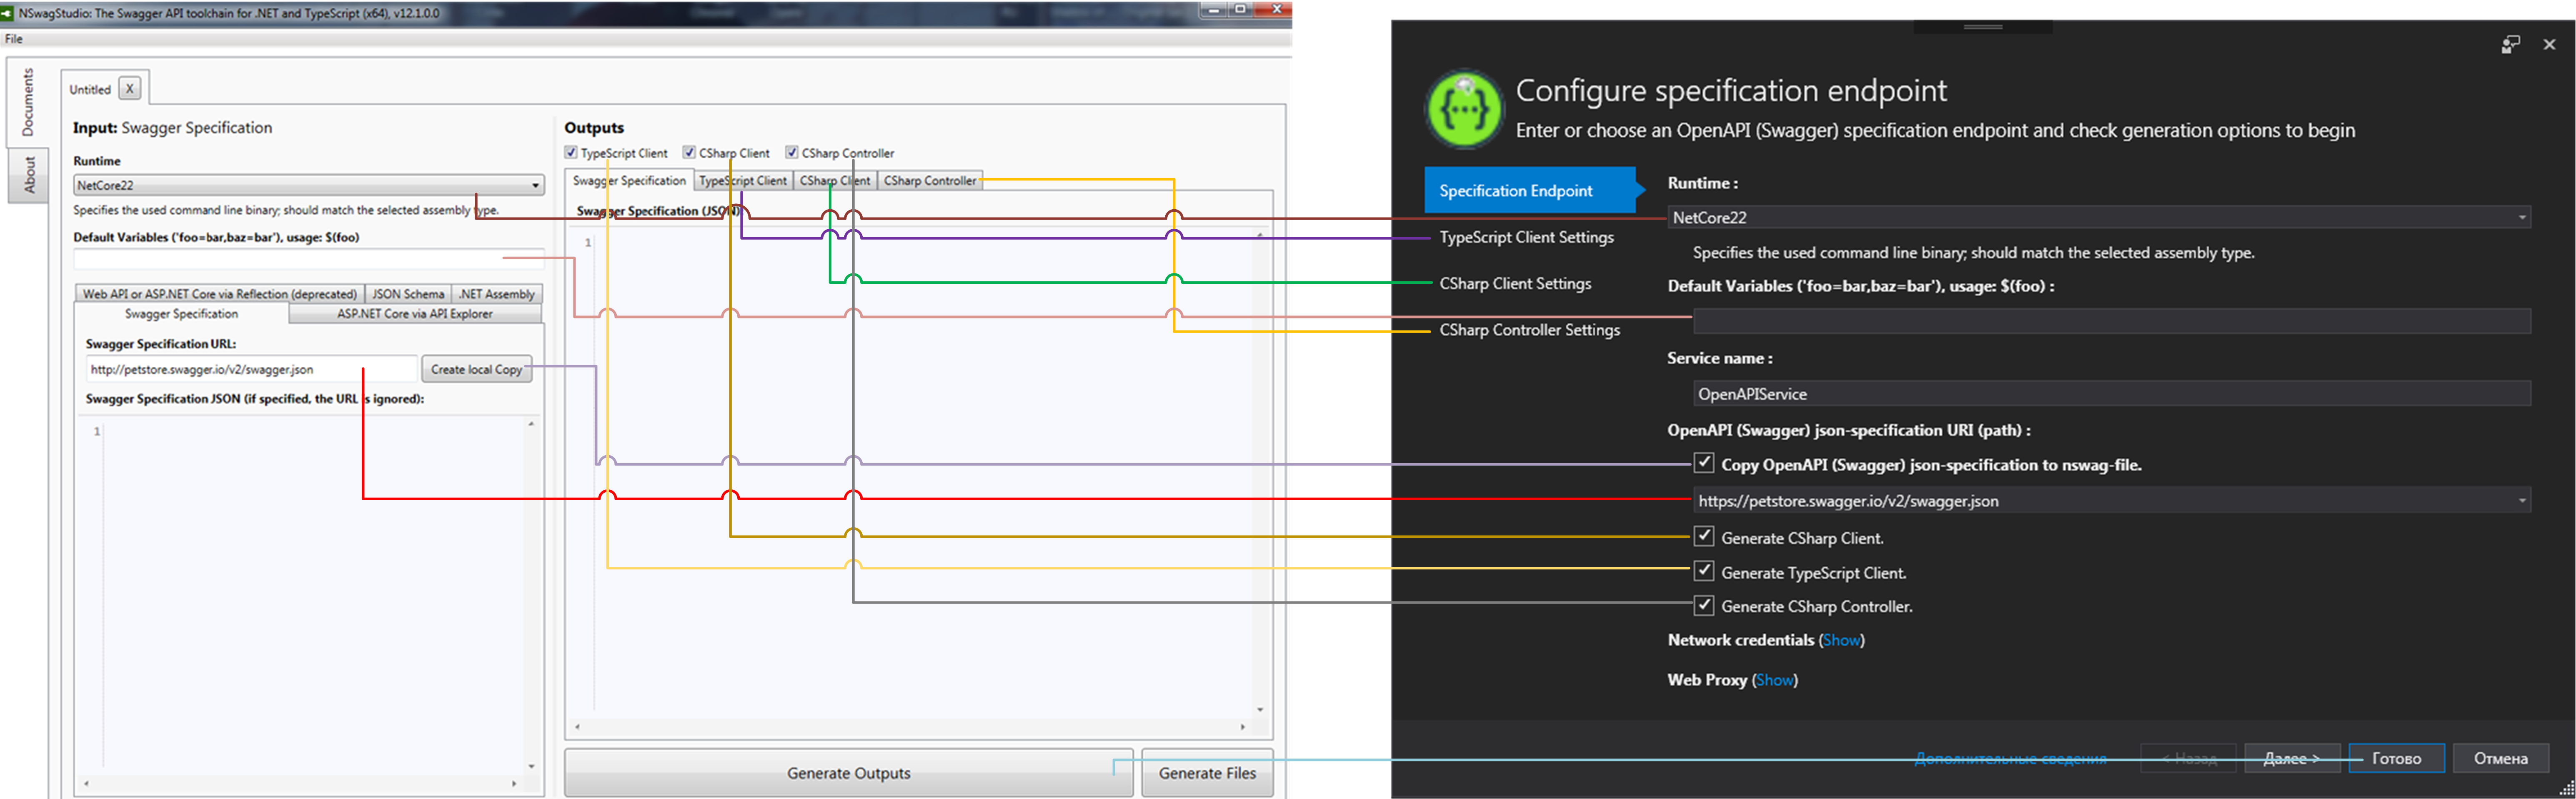 NSwagStudio: The Swagger API toolchain for .NET and TypeScript (x64), v12.1.0.0
File
Documents
About
Untitled X
Input: Swagger Specification
Runtime
NetCore22
Specifies the used command line binary; should match the selected assembly type.
Default Variables ('foo=bar,baz=bar'), usage: $(foo)
Web API or ASP.NET Core via Reflection (deprecated) JSON Schema .NET Assembly
Swagger Specification ASP.NET Core via API Explorer
Swagger Specification URL:
http://petstore.swagger.io/v2/swagger.json Create local Copy
Swagger Specification JSON (if specified, the URL is ignored):
1
Outputs
TypeScript Client CSharp Client CSharp Controller
Swagger Specification TypeScript Client CSharp Client CSharp Controller
Swagger Specification (JSON)
1
Generate Outputs Generate Files
Configure specification endpoint
Enter or choose an OpenAPI (Swagger) specification endpoint and check generation options to begin
Specification Endpoint
TypeScript Client Settings
CSharp Client Settings
CSharp Controller Settings
Runtime :
NetCore22
Specifies the used command line binary; should match the selected assembly type.
Default Variables ('foo=bar,baz=bar'), usage: $(foo) :
Service name :
OpenAPIService
OpenAPI (Swagger) json-specification URI (path) :
Copy OpenAPI (Swagger) json-specification to nswag-file.
https://petstore.swagger.io/v2/swagger.json
Generate CSharp Client.
Generate TypeScript Client.
Generate CSharp Controller.
Network credentials (Show)
Web Proxy (Show)
Дополнительные сведения < Назад Далее > Готово Отмена